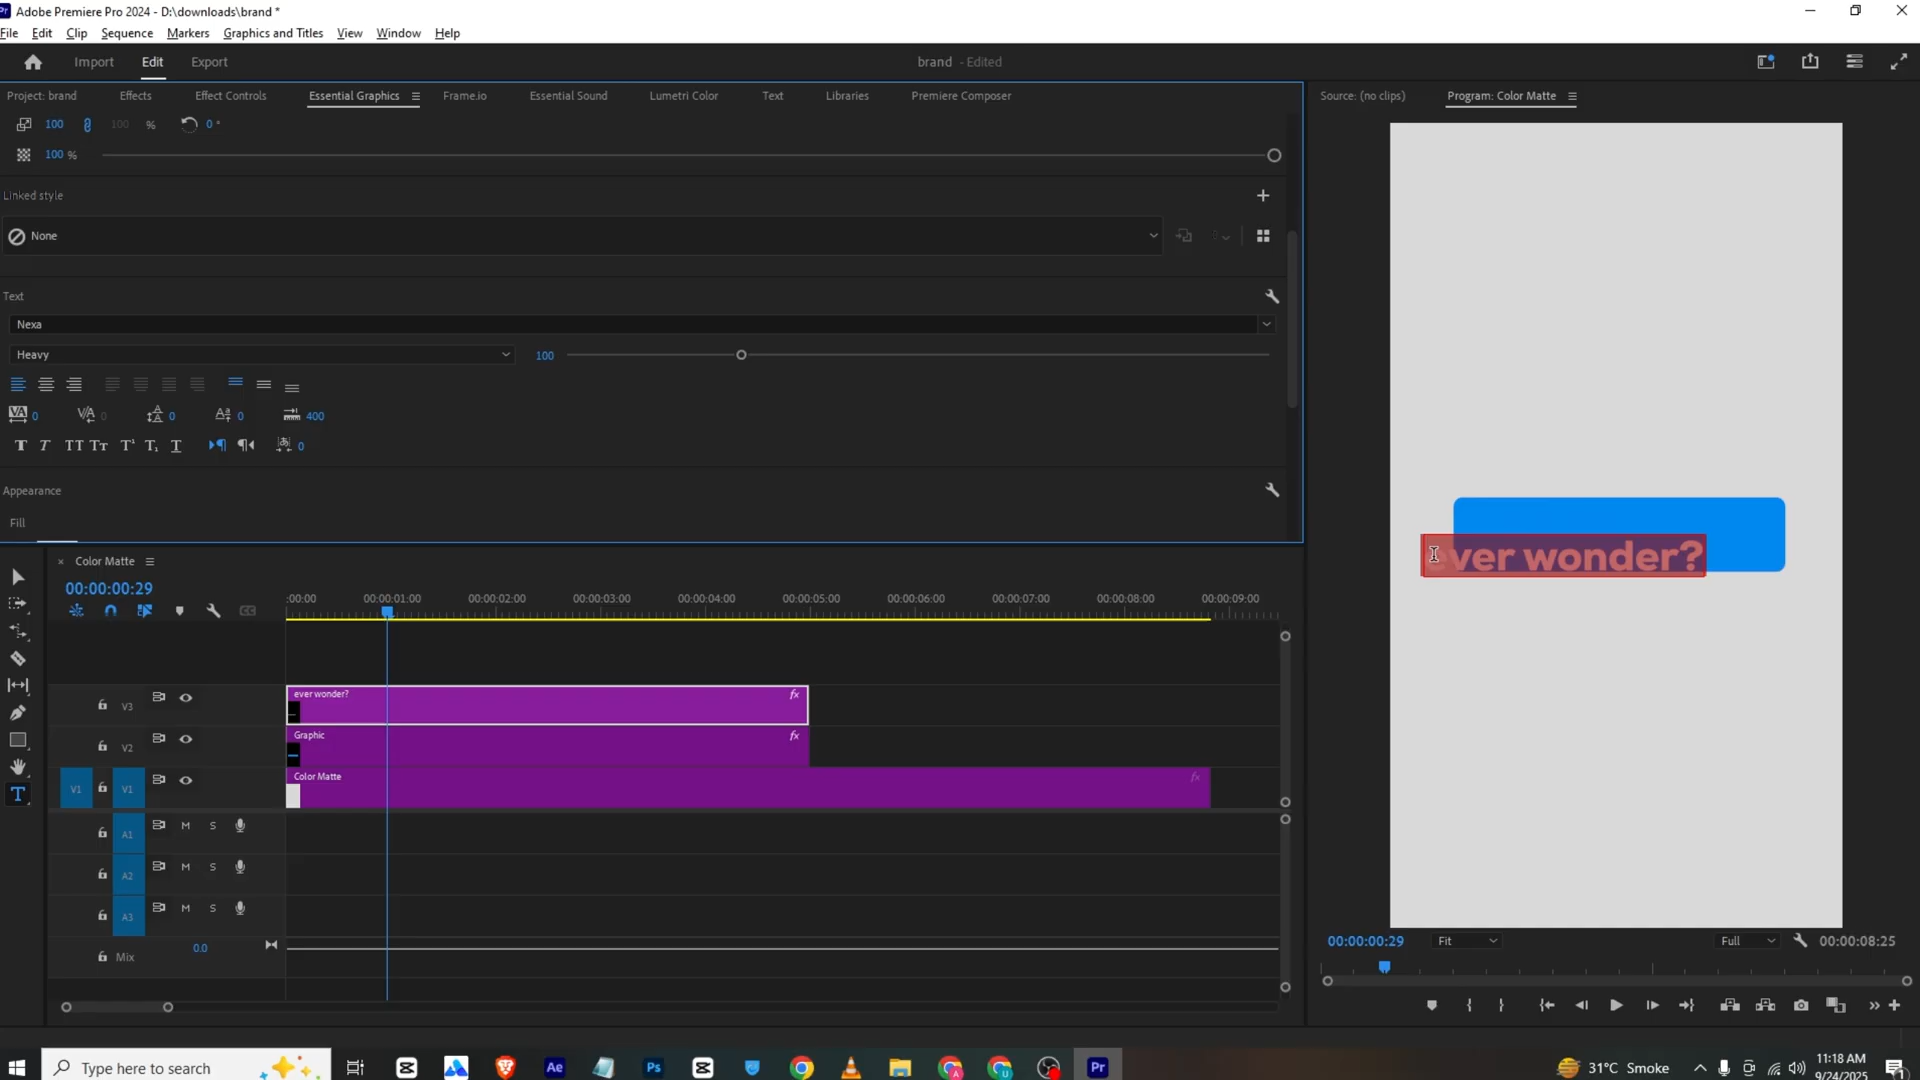 Adobe Premiere Pro 2024 - D:\downloads\brand *
File Edit Clip Sequence Markers Graphics and Titles View Window Help
Import Edit Export
brand - Edited
Project: brand Effects Effect Controls Essential Graphics Frame.io Essential Sound Lumetri Color Text Libraries Premiere Composer
Source: (no clips) Program: Color Matte
100 100 % 0 °
100 %
Linked style
None
Text
Nexa
Heavy 100
0 0 0 0 400
0
Appearance
Fill
ever wonder?
Color Matte
00:00:00:29
:00:00 00:00:01:00 00:00:02:00 00:00:03:00 00:00:04:00 00:00:05:00 00:00:06:00 00:00:07:00 00:00:08:00 00:00:09:00
V3 ever wonder? fx
V2 Graphic fx
V1 V1 Color Matte fx
A1 M S
A2 M S
A3 M S
Mix 0.0
00:00:00:29 Fit Full 00:00:08:25
Type here to search
Ae Ps Pr
31°C Smoke
11:18 AM
9/24/2025